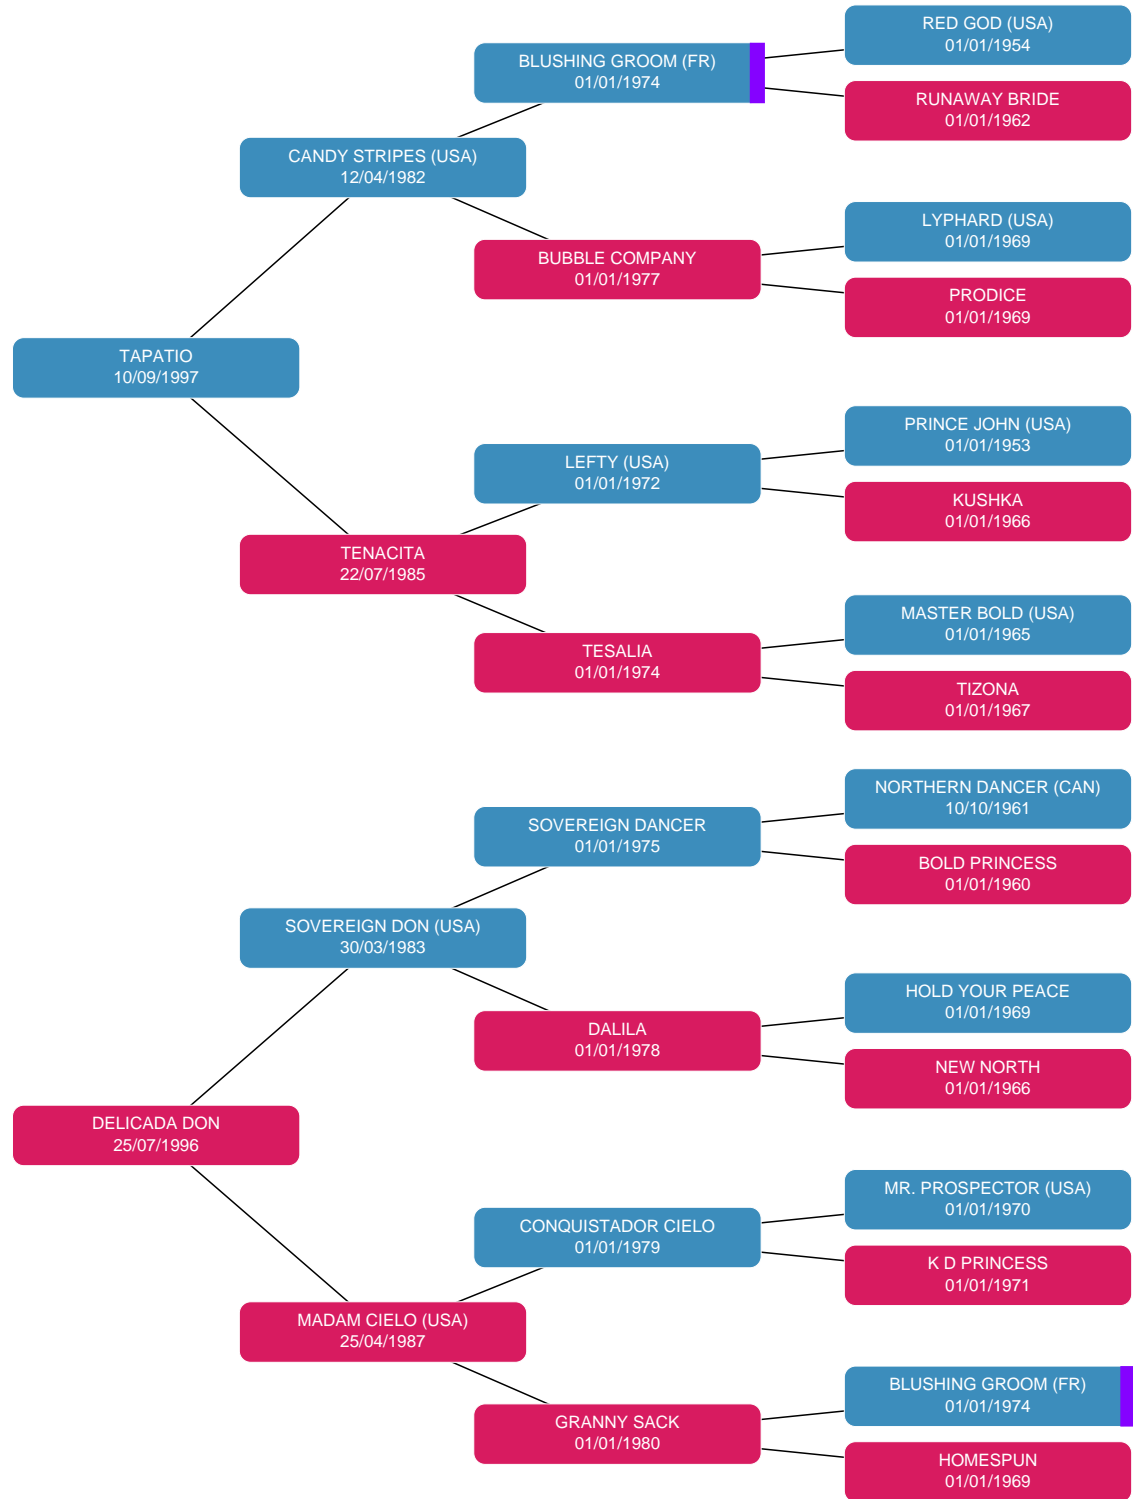 RED GOD (USA)
01/01/1954
BLUSHING GROOM (FR)
01/01/1974
RUNAWAY BRIDE
01/01/1962
CANDY STRIPES (USA)
12/04/1982
LYPHARD (USA)
01/01/1969
BUBBLE COMPANY
01/01/1977
PRODICE
01/01/1969
TAPATIO
10/09/1997
PRINCE JOHN (USA)
01/01/1953
LEFTY (USA)
01/01/1972
KUSHKA
01/01/1966
TENACITA
22/07/1985
MASTER BOLD (USA)
01/01/1965
TESALIA
01/01/1974
TIZONA
01/01/1967
NORTHERN DANCER (CAN)
10/10/1961
SOVEREIGN DANCER
01/01/1975
BOLD PRINCESS
01/01/1960
SOVEREIGN DON (USA)
30/03/1983
HOLD YOUR PEACE
01/01/1969
DALILA
01/01/1978
NEW NORTH
01/01/1966
DELICADA DON
25/07/1996
MR. PROSPECTOR (USA)
01/01/1970
CONQUISTADOR CIELO
01/01/1979
K D PRINCESS
01/01/1971
MADAM CIELO (USA)
25/04/1987
BLUSHING GROOM (FR)
01/01/1974
GRANNY SACK
01/01/1980
HOMESPUN
01/01/1969